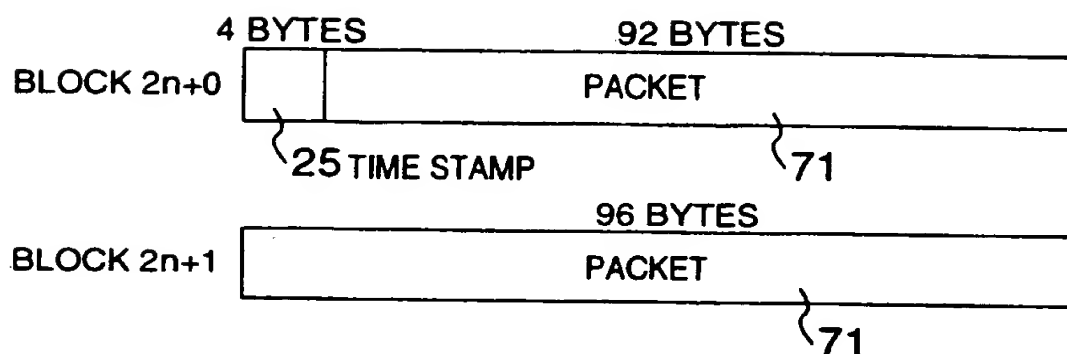 4 BYTES 92 BYTES
BLOCK 2n+0 PACKET
25 TIME STAMP 71
96 BYTES
BLOCK 2n+1 PACKET
71